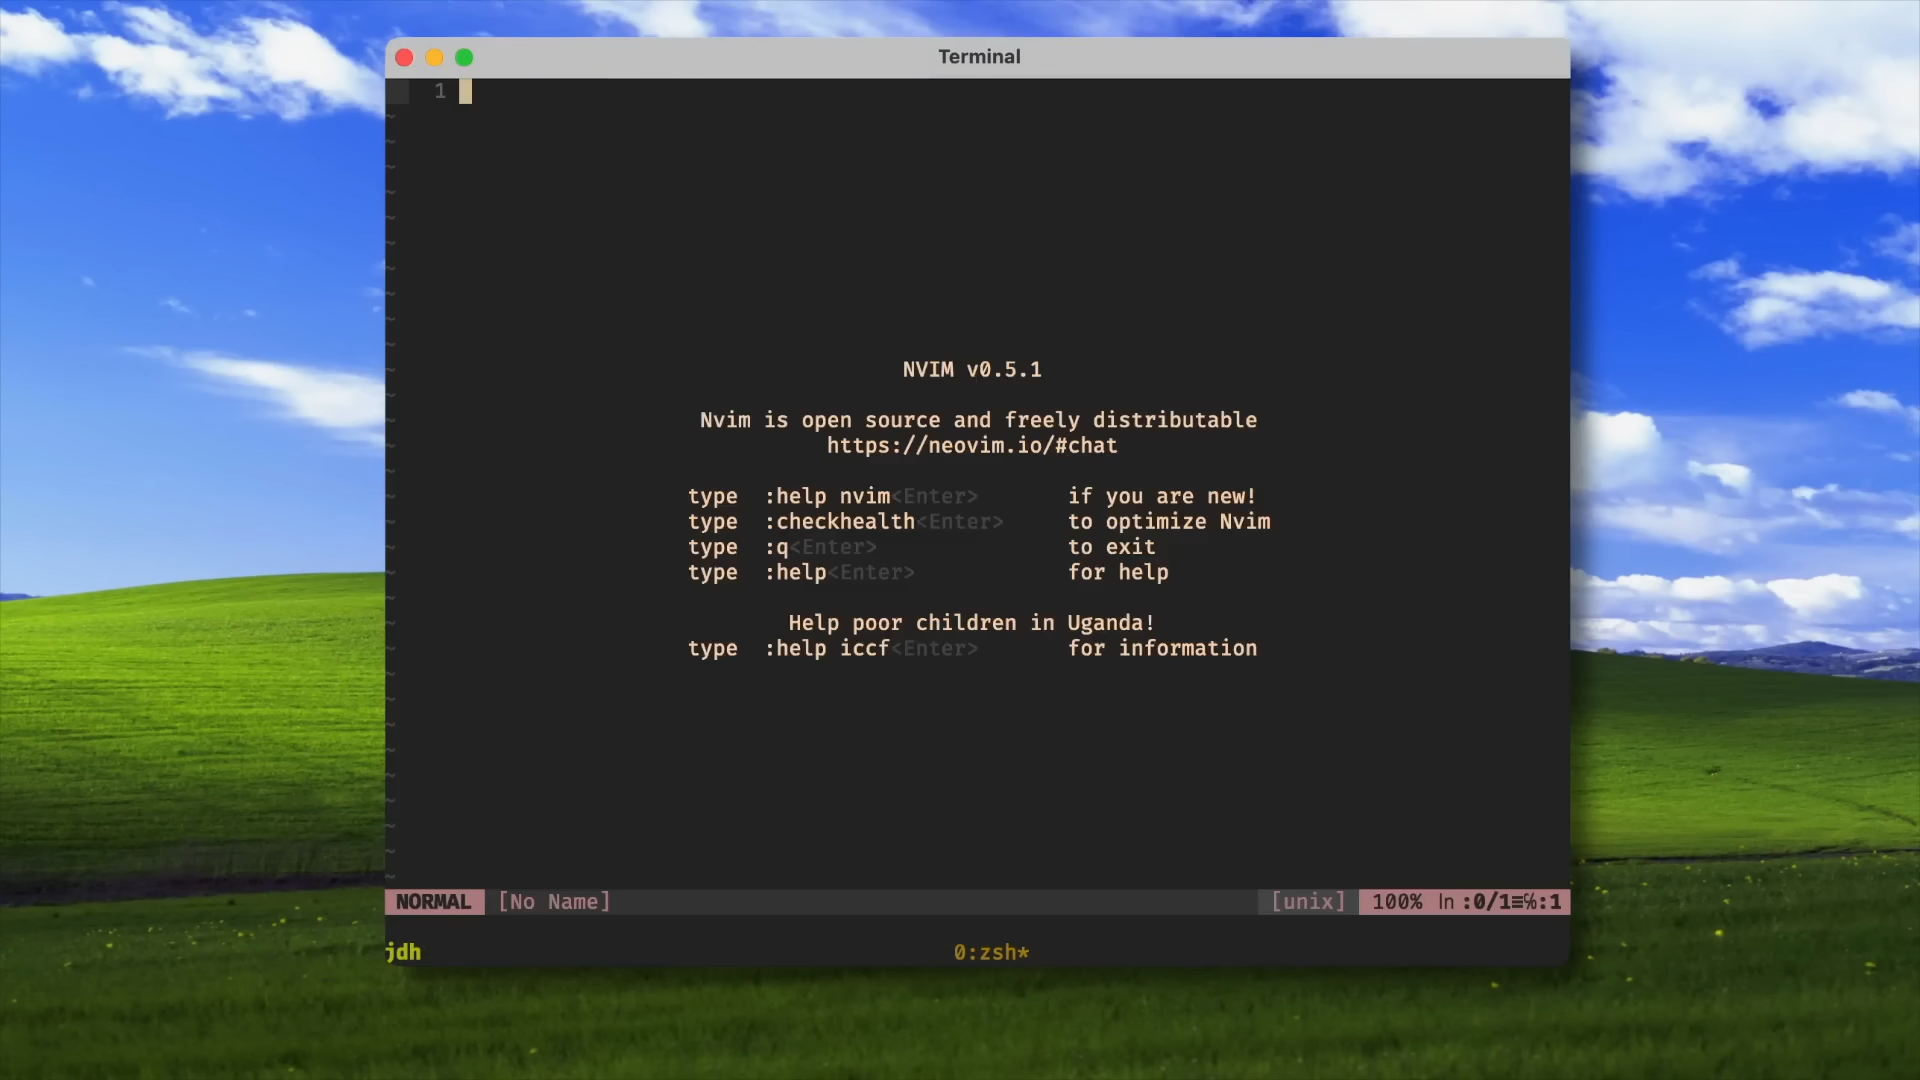 Terminal
1
NVIM v0.5.1
Nvim is open source and freely distributable
https://neovim.io/#chat
type :help nvim<Enter> if you are new!
type :checkhealth<Enter> to optimize Nvim
type :q<Enter> to exit
type :help<Enter> for help
Help poor children in Uganda!
type :help iccf<Enter> for information
NORMAL [No Name] [unix] 100% ln :0/1≡℅:1
jdh 0:zsh*